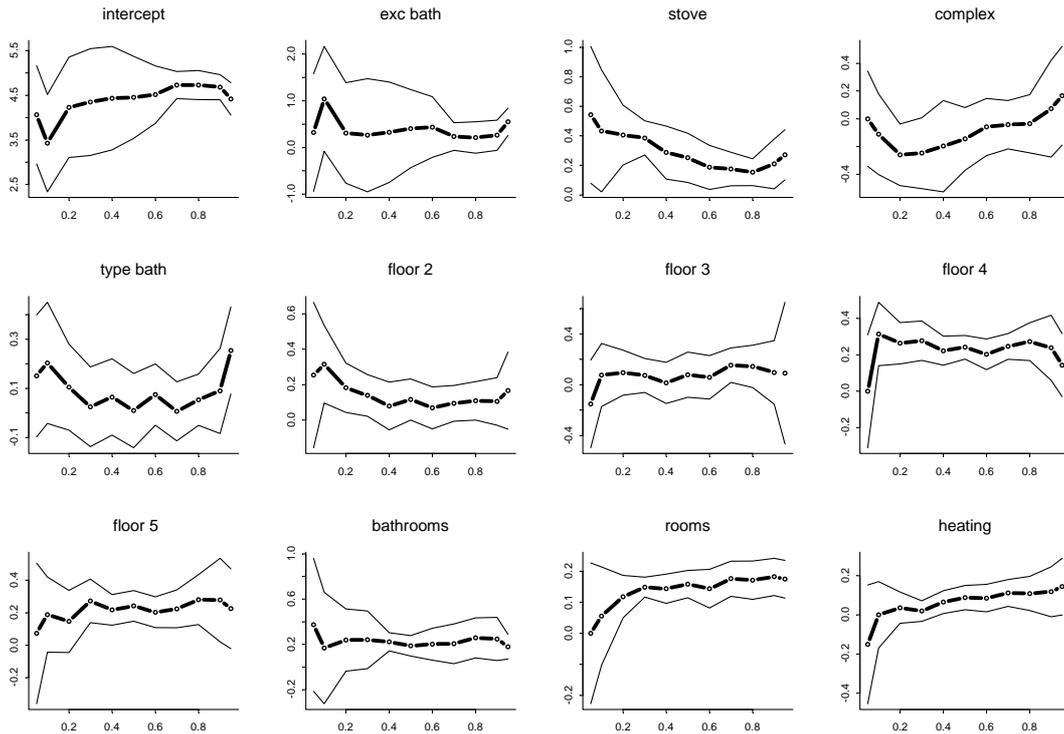 intercept
exc bath
stove
complex
2.5 3.5 4.5 5.5
0.2 0.4 0.6 0.8
-1.0 0.0 1.0 2.0
0.2 0.4 0.6 0.8
0.0 0.2 0.4 0.6 0.8 1.0
0.2 0.4 0.6 0.8
-0.4 0.0 0.2 0.4
0.2 0.4 0.6 0.8
type bath
floor 2
floor 3
floor 4
-0.1 0.1 0.3
0.2 0.4 0.6 0.8
0.0 0.2 0.4 0.6
0.2 0.4 0.6 0.8
-0.4 0.0 0.4
0.2 0.4 0.6 0.8
-0.2 0.0 0.2 0.4
0.2 0.4 0.6 0.8
floor 5
bathrooms
rooms
heating
-0.2 0.0 0.2 0.4
0.2 0.4 0.6 0.8
-0.2 0.2 0.6 1.0
0.2 0.4 0.6 0.8
-0.2 0.0 0.1 0.2
0.2 0.4 0.6 0.8
-0.4 -0.2 0.0 0.2
0.2 0.4 0.6 0.8